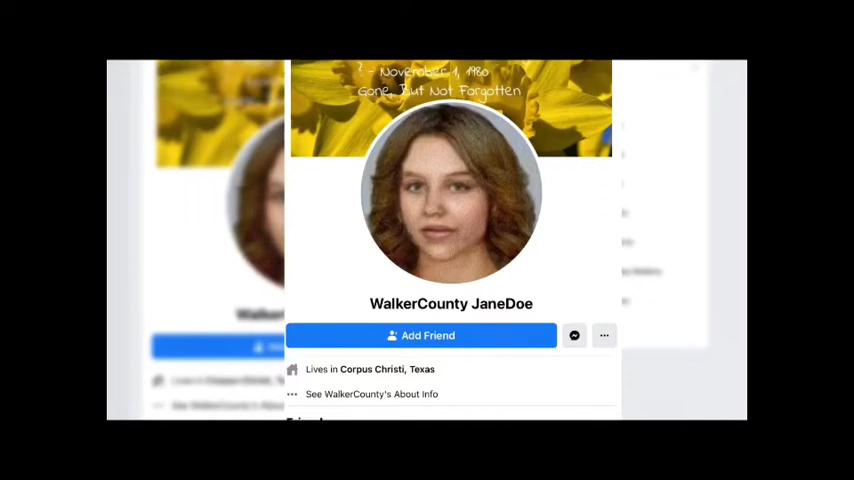 ? - November 1, 1980
Gone, But Not Forgotten
WalkerCounty JaneDoe
Add Friend
Lives in Corpus Christi, Texas
See WalkerCounty's About Info